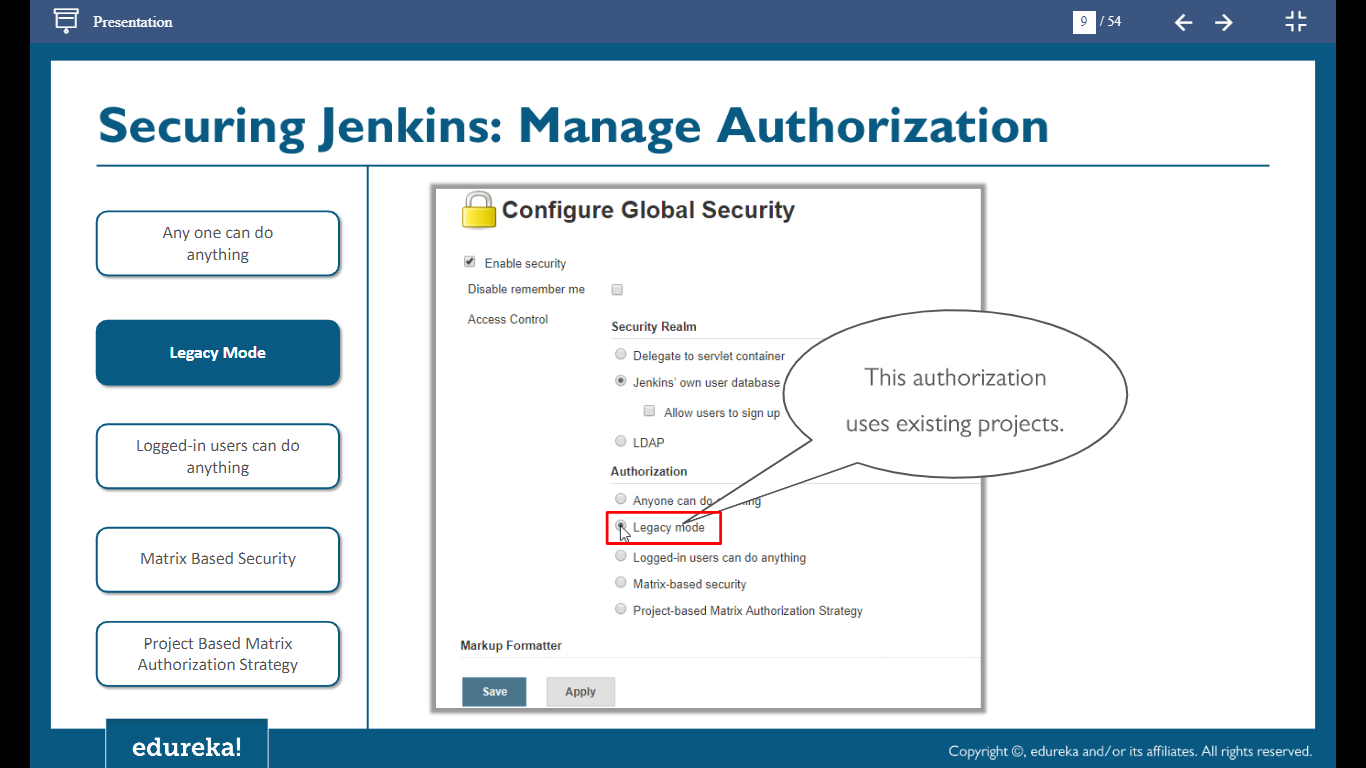 Presentation
9 / 54
Securing Jenkins: Manage Authorization
Any one can do
anything
Legacy Mode
Logged-in users can do
anything
Matrix Based Security
Project Based Matrix
Authorization Strategy
Configure Global Security
Enable security
Disable remember me
Access Control
Security Realm
Delegate to servlet container
Jenkins' own user database
Allow users to sign up
LDAP
Authorization
Anyone can do
Legacy mode
Logged-in users can do anything
Matrix-based security
Project-based Matrix Authorization Strategy
Markup Formatter
Save
Apply
This authorization
uses existing projects.
edureka!
Copyright ©, edureka and/or its affiliates. All rights reserved.